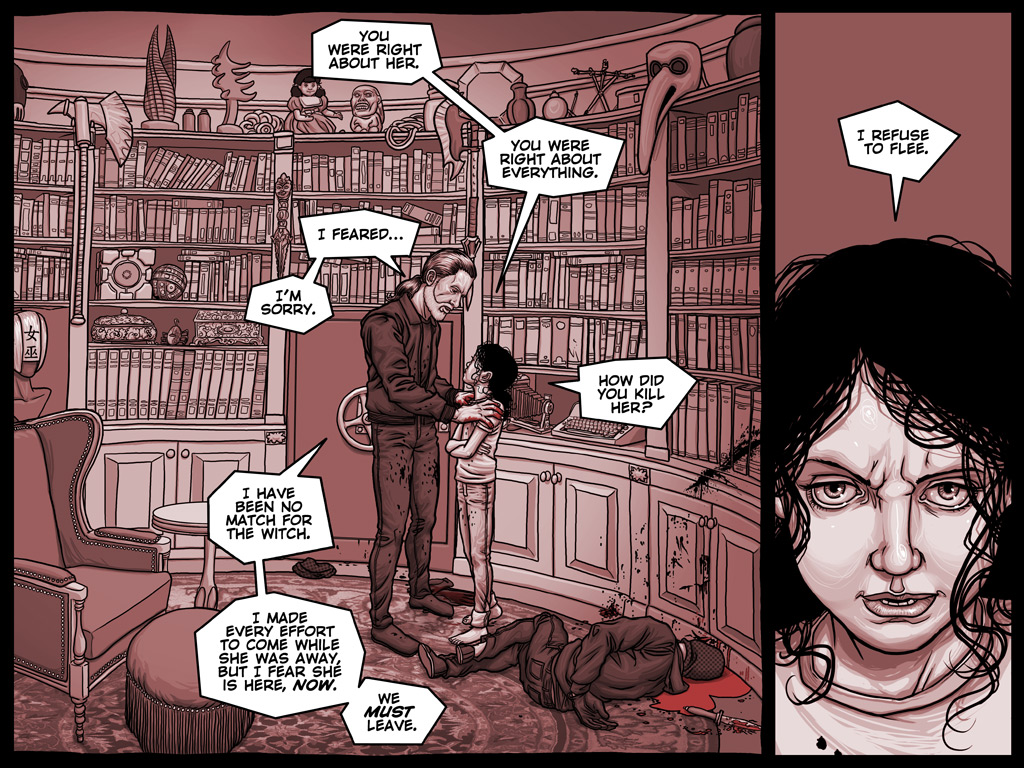 YOU
WERE RIGHT
ABOUT HER.
YOU WERE
RIGHT ABOUT
EVERYTHING.
I FEARED...
I'M
SORRY.
HOW DID
YOU KILL
HER?
I HAVE
BEEN NO
MATCH FOR
THE WITCH.
I MADE
EVERY EFFORT
TO COME WHILE
SHE WAS AWAY,
BUT I FEAR SHE
IS HERE, NOW.
WE
MUST
LEAVE.
女
巫
I REFUSE
TO FLEE.